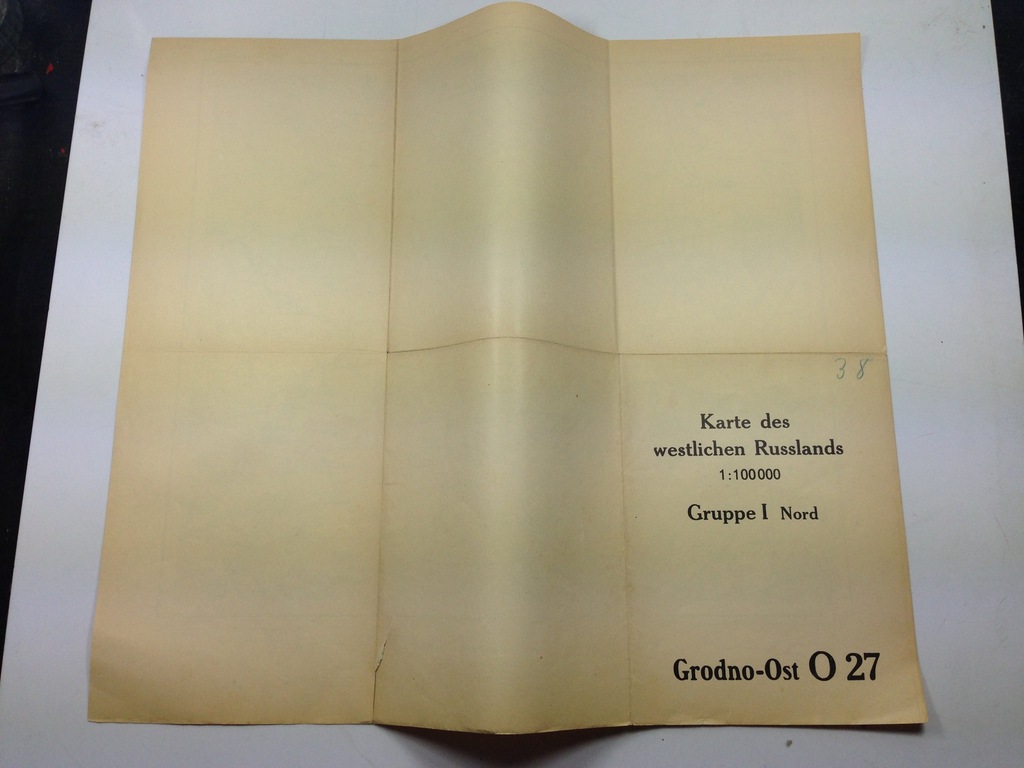 38
Karte des
westlichen Russlands
1:100000
Gruppe I Nord
Grodno-Ost O 27